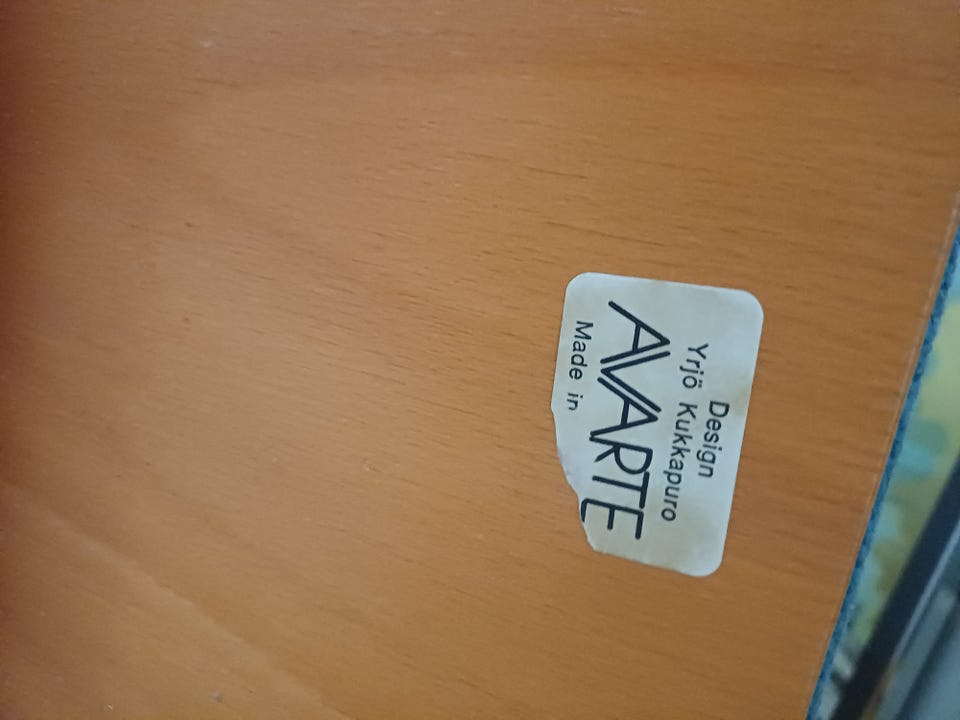 Design
Yrjö Kukkapuro
AVARTE
Made in